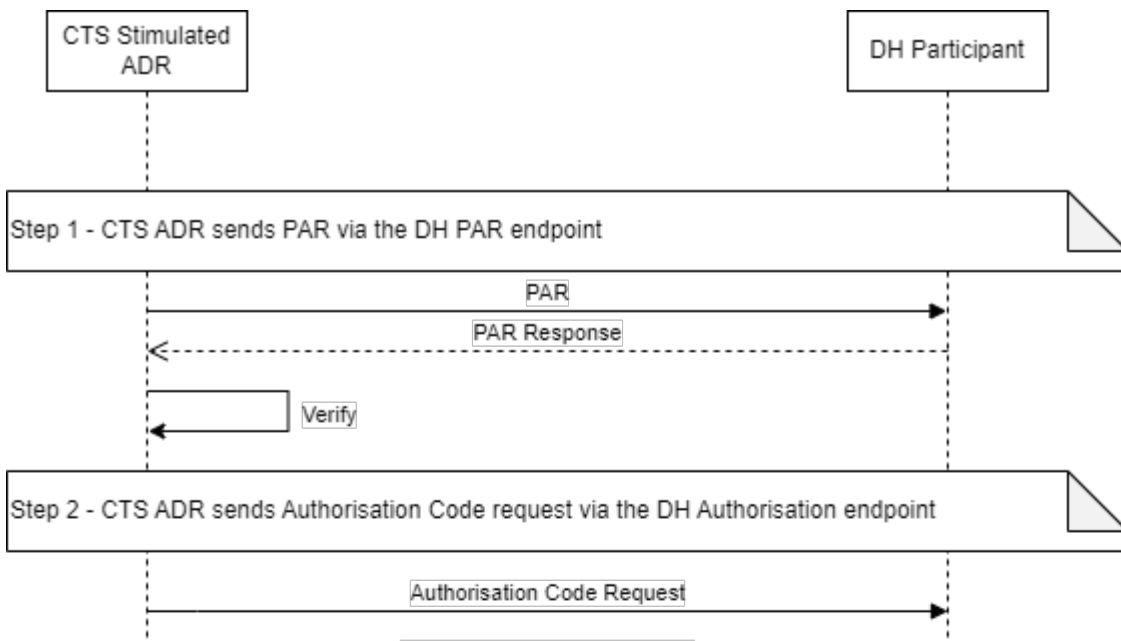 CTS Stimulated
ADR
DH Participant
Step 1 - CTS ADR sends PAR via the DH PAR endpoint
PAR
PAR Response
Verify
Step 2 - CTS ADR sends Authorisation Code request via the DH Authorisation endpoint
Authorisation Code Request